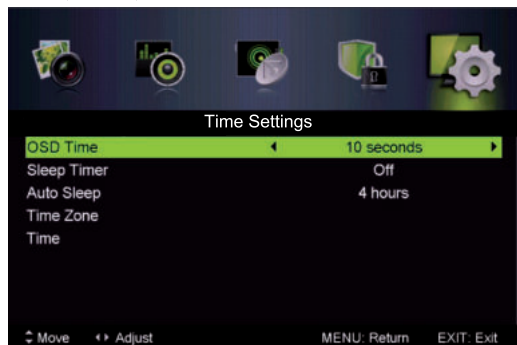 Time Settings
OSD Time 10 seconds
Sleep Timer Off
Auto Sleep 4 hours
Time Zone
Time
Move Adjust MENU: Return EXIT: Exit